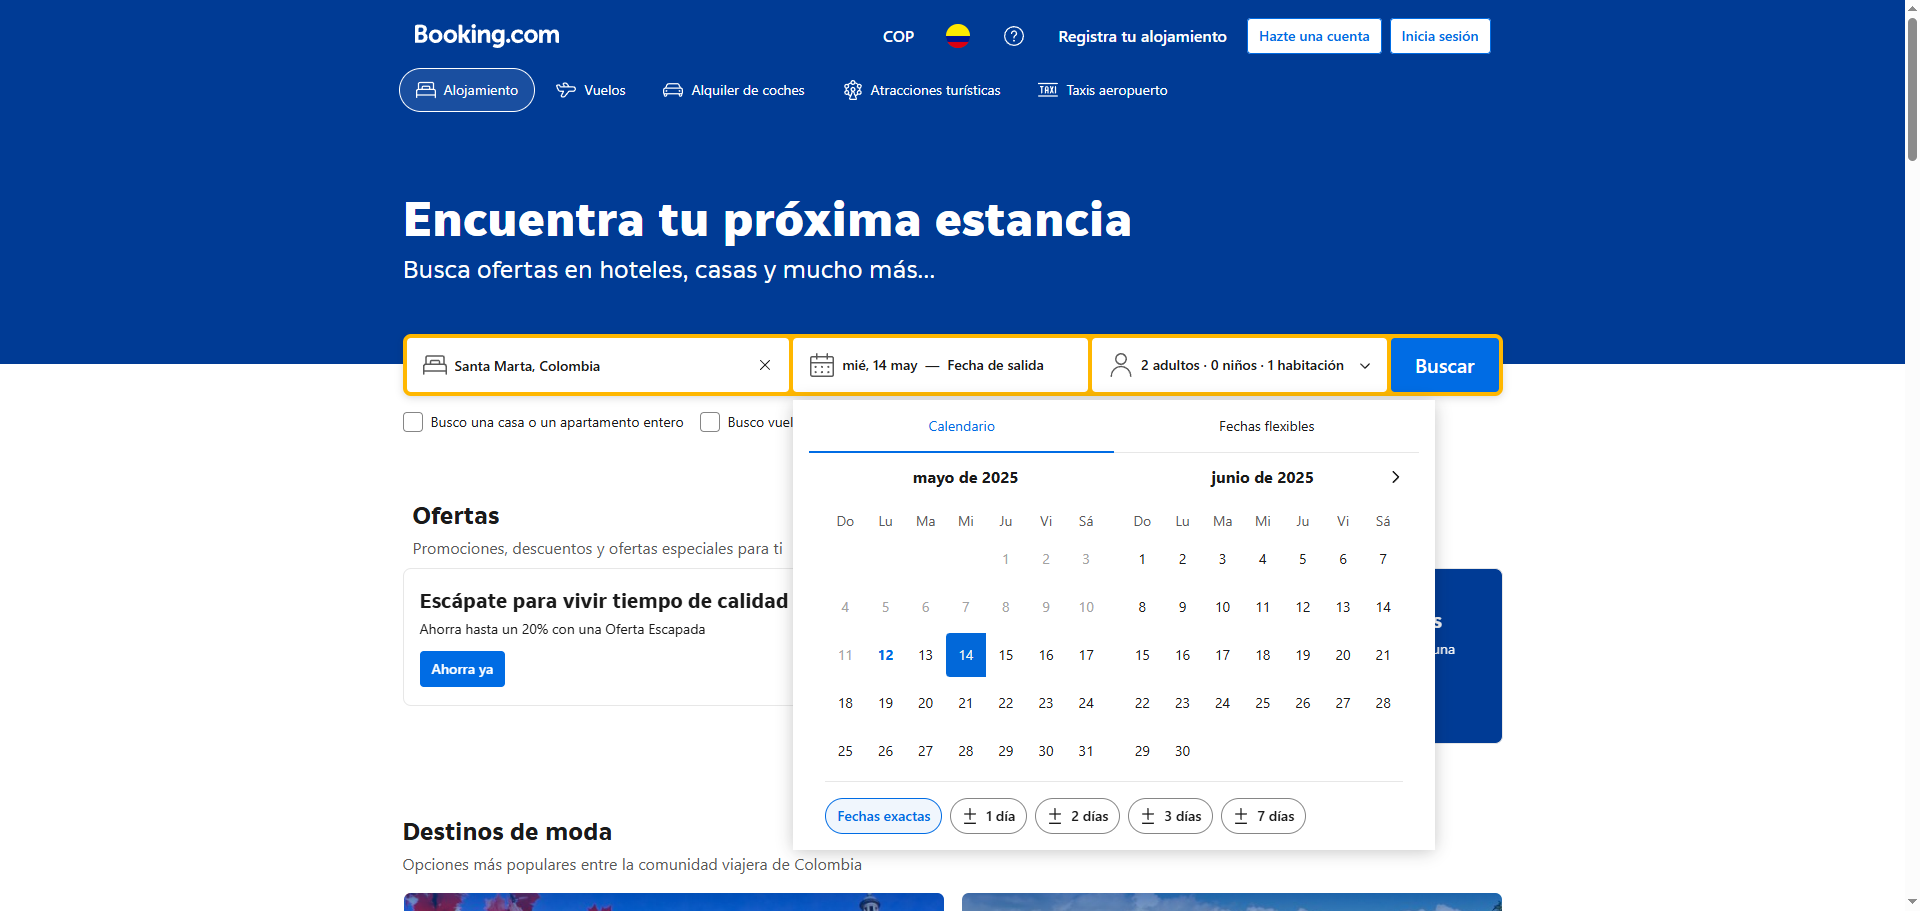 Booking.com
COP
Registra tu alojamiento
Hazte una cuenta
Inicia sesión
Alojamiento
Vuelos
Alquiler de coches
Atracciones turísticas
TAXI
Taxis aeropuerto
Encuentra tu próxima estancia
Busca ofertas en hoteles, casas y mucho más...
Santa Marta, Colombia
mié, 14 may — Fecha de salida
2 adultos · 0 niños · 1 habitación
Buscar
Busco una casa o un apartamento entero
Busco vuel
Calendario
Fechas flexibles
mayo de 2025
Do Lu Ma Mi Ju Vi Sá
1 2 3
4 5 6 7 8 9 10
11 12 13 14 15 16 17
18 19 20 21 22 23 24
25 26 27 28 29 30 31
junio de 2025
Do Lu Ma Mi Ju Vi Sá
1 2 3 4 5 6 7
8 9 10 11 12 13 14
15 16 17 18 19 20 21
22 23 24 25 26 27 28
29 30
Fechas exactas
± 1 día
± 2 días
± 3 días
± 7 días
Ofertas
Promociones, descuentos y ofertas especiales para ti
Escápate para vivir tiempo de calidad
Ahorra hasta un 20% con una Oferta Escapada
Ahorra ya
s
una
Destinos de moda
Opciones más populares entre la comunidad viajera de Colombia